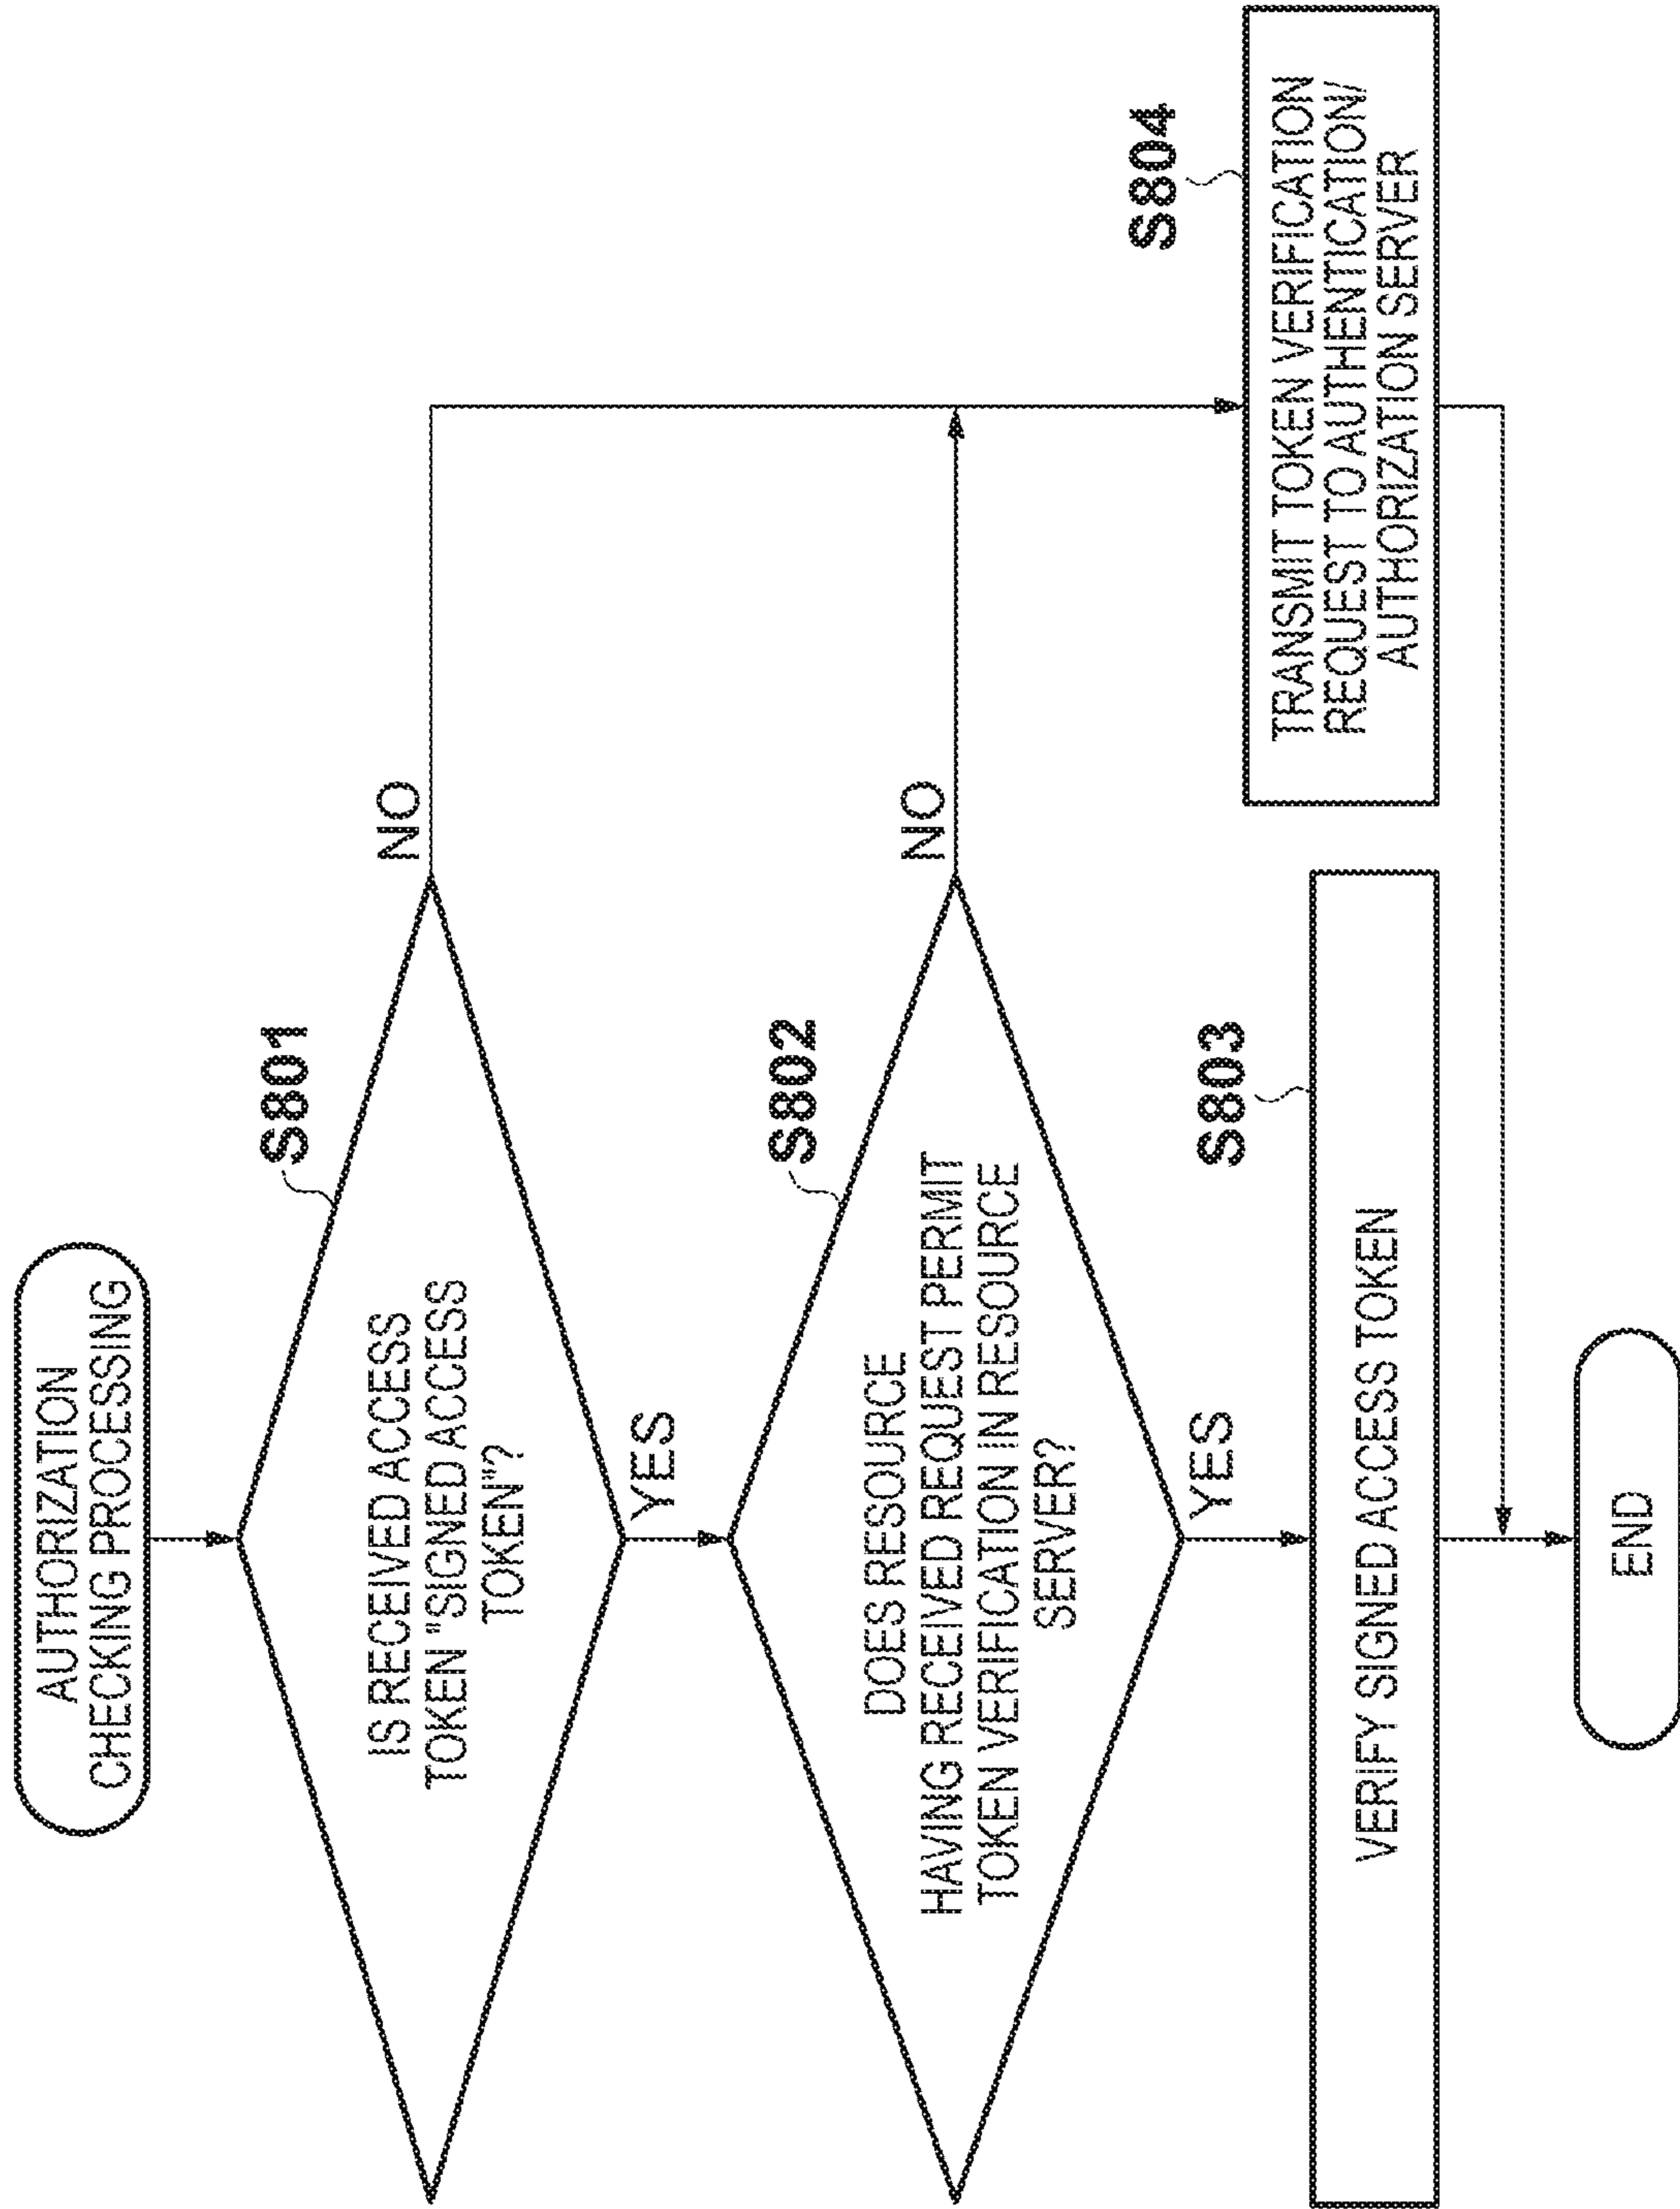 AUTHORIZATION
CHECKING PROCESSING
S801
IS RECEIVED ACCESS
TOKEN "SIGNED ACCESS
TOKEN"?
NO
YES
S802
DOES RESOURCE
HAVING RECEIVED REQUEST PERMIT
TOKEN VERIFICATION IN RESOURCE
SERVER?
NO
YES
S803
VERIFY SIGNED ACCESS TOKEN
S804
TRANSMIT TOKEN VERIFICATION
REQUEST TO AUTHENTICATION/
AUTHORIZATION SERVER
END